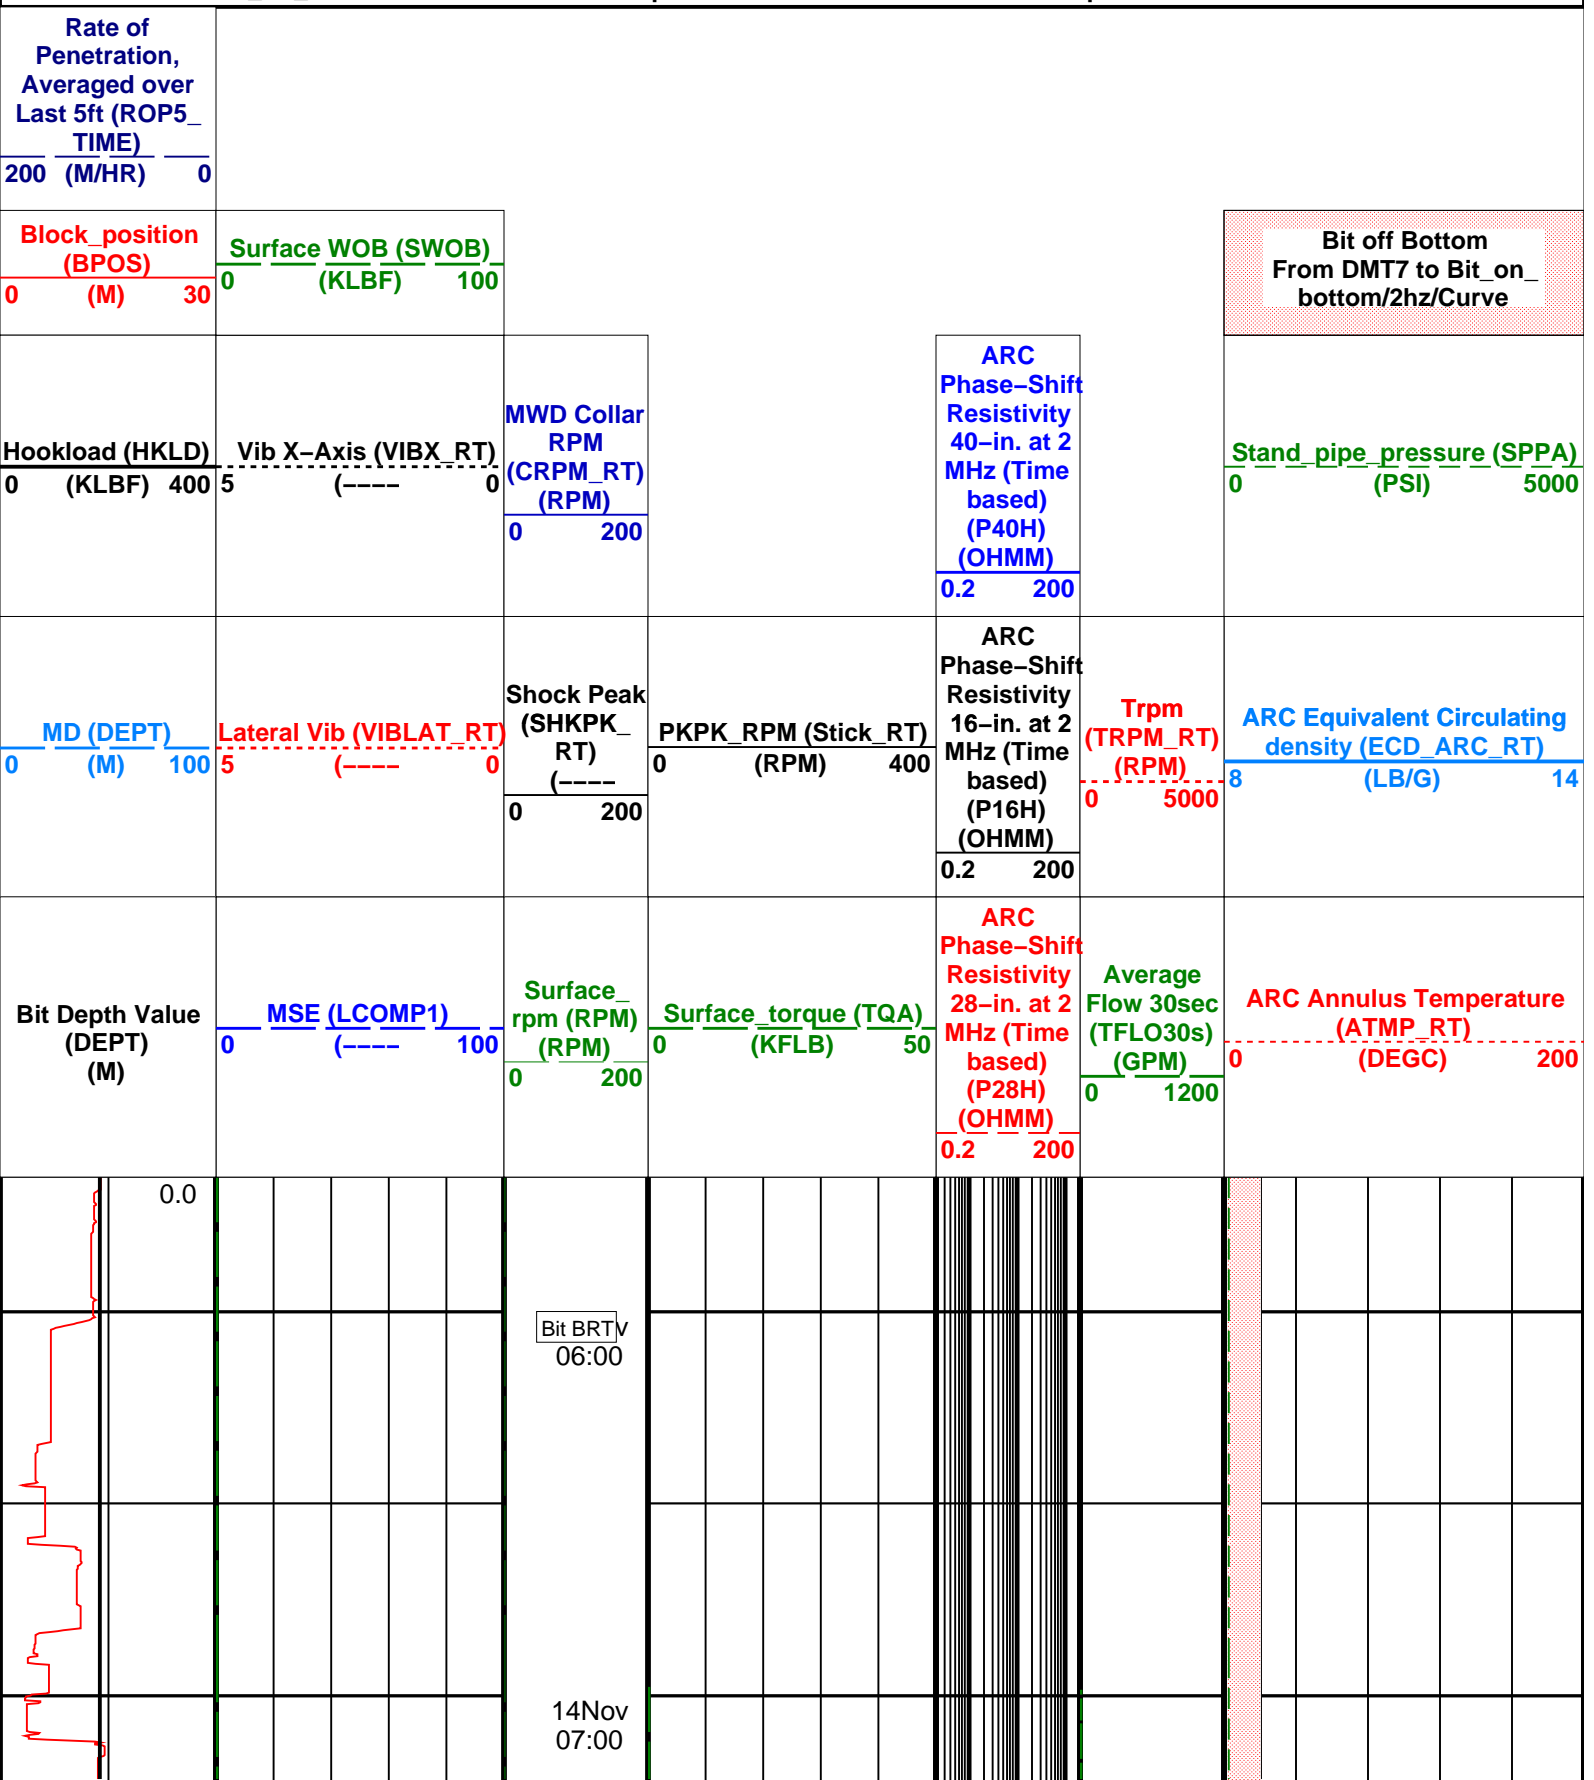 Rate of
Penetration,
Averaged over
Last 5ft (ROP5_
TIME)
200 (M/HR) 0
Block_position
(BPOS)
0 (M) 30
Surface WOB (SWOB)
0 (KLBF) 100
Bit off Bottom
From DMT7 to Bit_on_
bottom/2hz/Curve
Hookload (HKLD)
0 (KLBF) 400
Vib X−Axis (VIBX_RT)
5 (−−−− 0
MWD Collar
RPM
(CRPM_RT)
(RPM)
0 200
ARC
Phase−Shift
Resistivity
40−in. at 2
MHz (Time
based)
(P40H)
(OHMM)
0.2 200
Stand_pipe_pressure (SPPA)
0 (PSI) 5000
MD (DEPT)
0 (M) 100
Lateral Vib (VIBLAT_RT)
5 (−−−− 0
Shock Peak
(SHKPK_
RT)
(−−−−
0 200
PKPK_RPM (Stick_RT)
0 (RPM) 400
ARC
Phase−Shift
Resistivity
16−in. at 2
MHz (Time
based)
(P16H)
(OHMM)
0.2 200
Trpm
(TRPM_RT)
(RPM)
0 5000
ARC Equivalent Circulating
density (ECD_ARC_RT)
8 (LB/G) 14
Bit Depth Value
(DEPT)
(M)
MSE (LCOMP1)
0 (−−−− 100
Surface_
rpm (RPM)
(RPM)
0 200
Surface_torque (TQA)
0 (KFLB) 50
ARC
Phase−Shift
Resistivity
28−in. at 2
MHz (Time
based)
(P28H)
(OHMM)
0.2 200
Average
Flow 30sec
(TFLO30s)
(GPM)
0 1200
ARC Annulus Temperature
(ATMP_RT)
0 (DEGC) 200
0.0
Bit BRT
06:00
14Nov
07:00